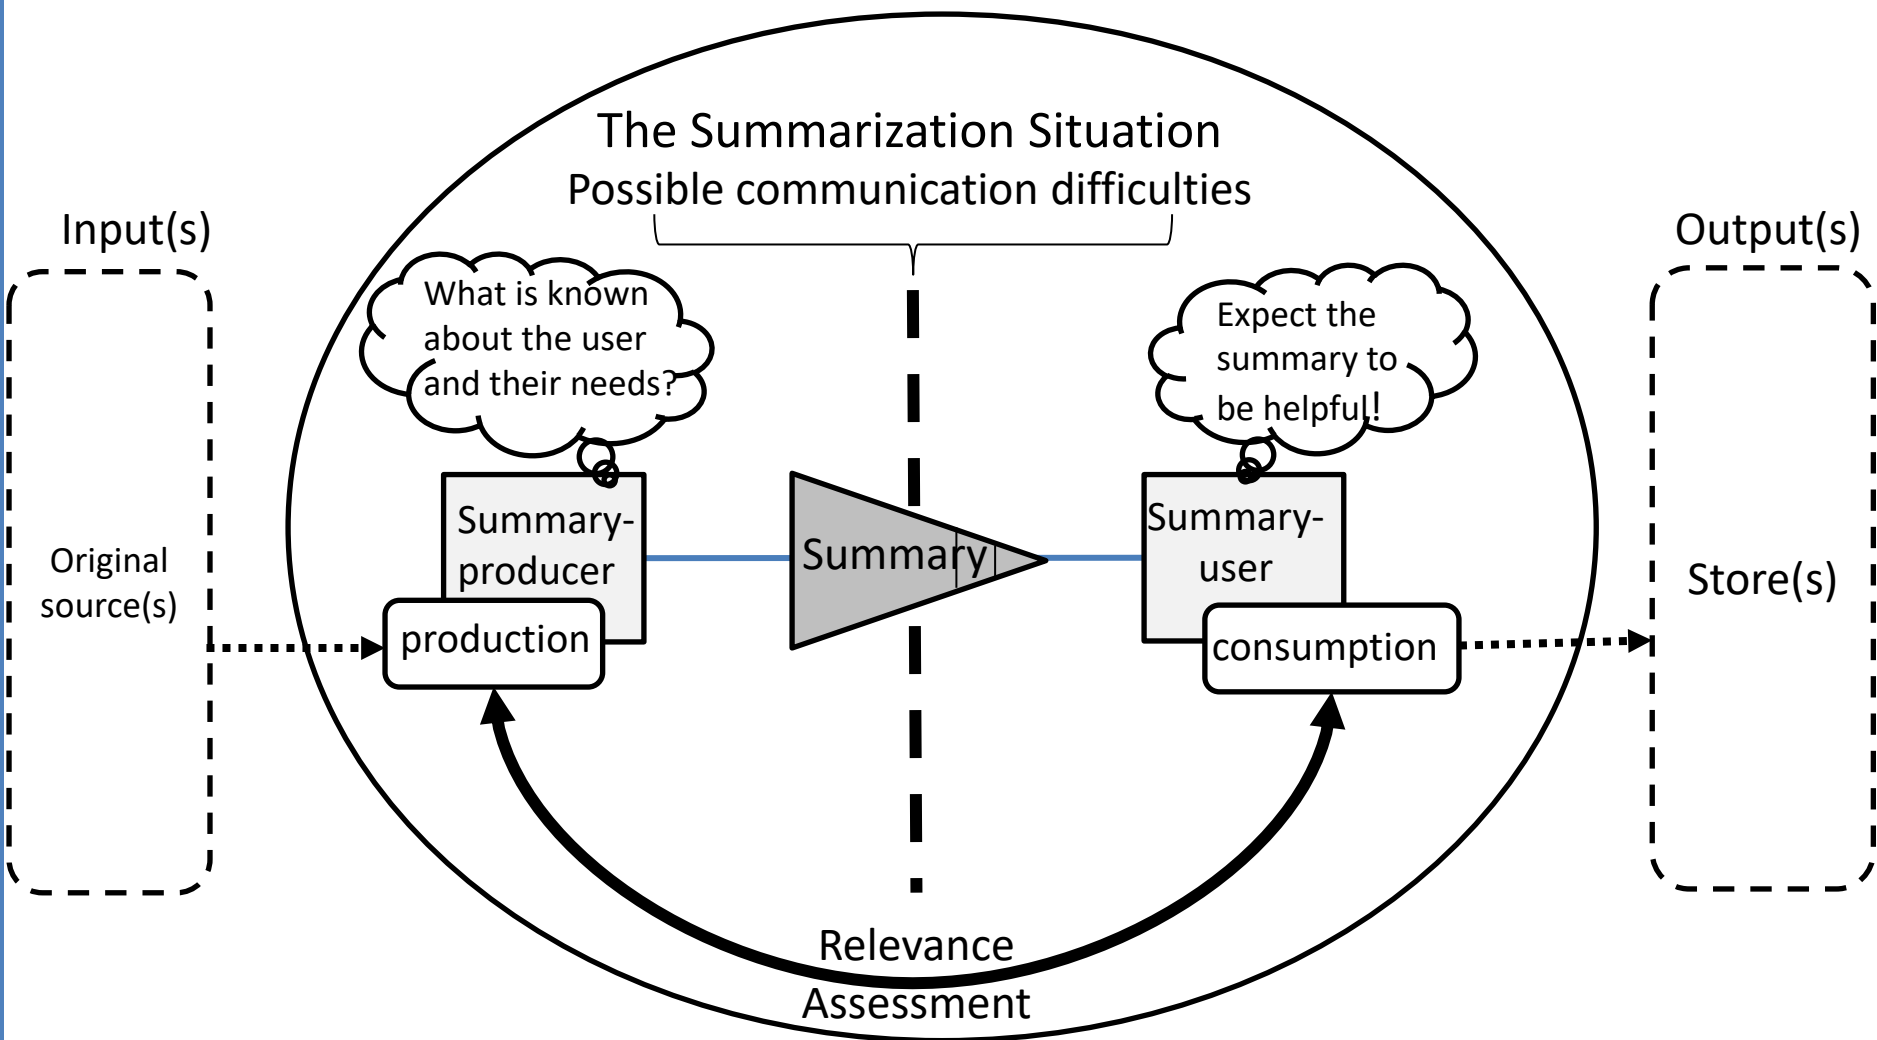 The Summarization Situation
Possible communication difficulties
Input(s)
Output(s)
What is known
about the user
and their needs?
Expect the
summary to
be helpful!
Original
source(s)
Summary-
producer
production
Summary
Summary-
user
consumption
Store(s)
Relevance
Assessment